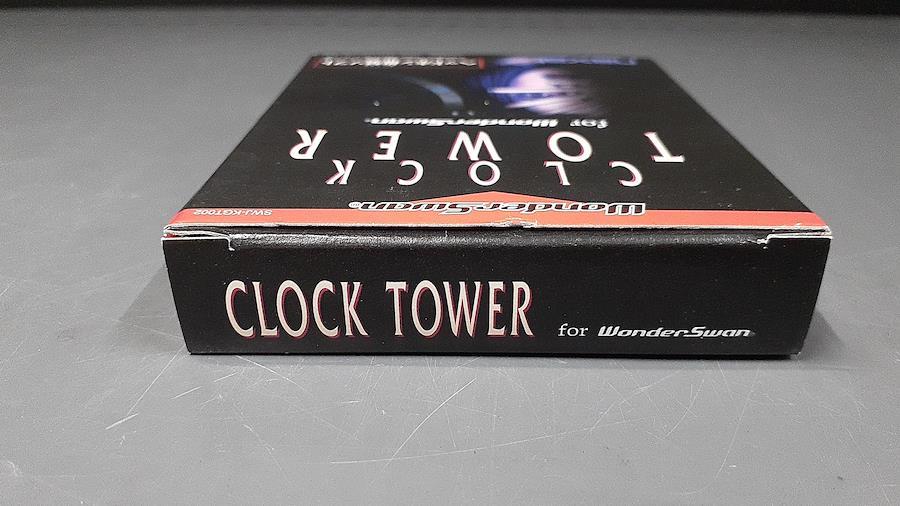 CLOCK TOWER for WonderSwan
WonderSwan®
SWJ-KGT002
CLOCK
TOWER
for WonderSwan